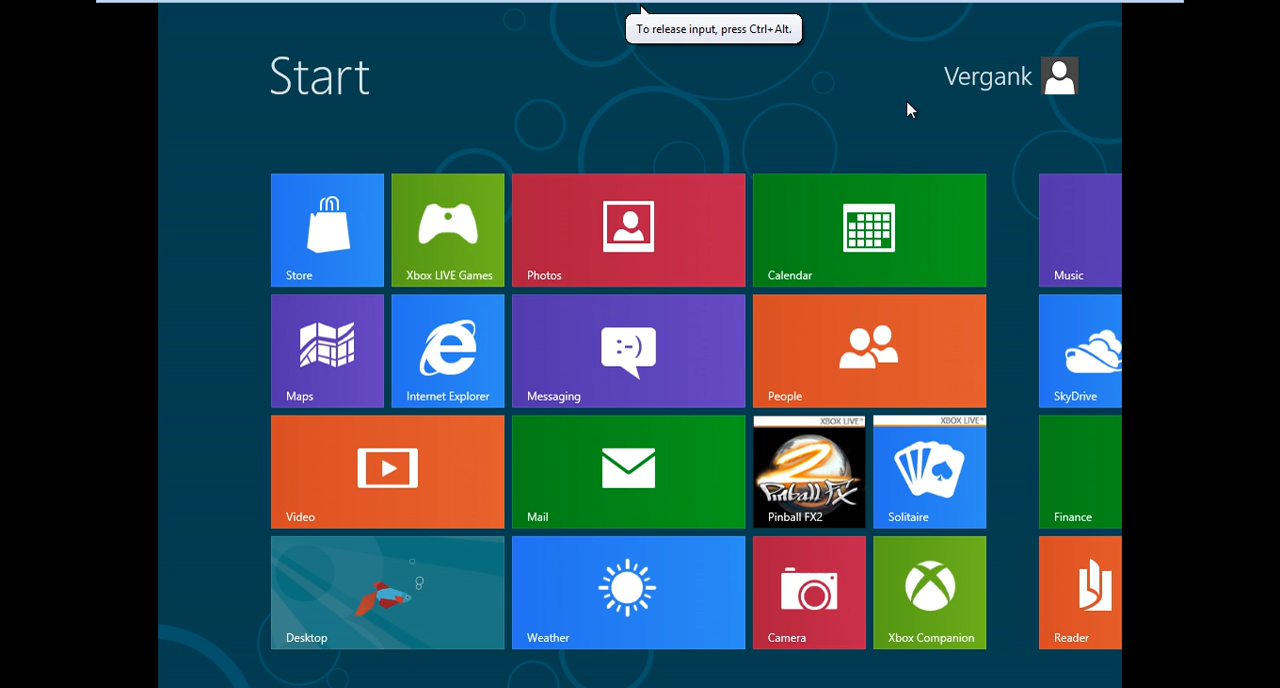 To release input, press Ctrl+Alt.
Start
Vergank
Store
Xbox LIVE Games
Photos
Calendar
Music
Maps
Internet Explorer
Messaging
:-)
People
SkyDrive
XBOX LIVE
XBOX LIVE
Video
Mail
2
Pinball FX
Pinball FX2
Solitaire
Finance
Desktop
Weather
Camera
Xbox Companion
Reader